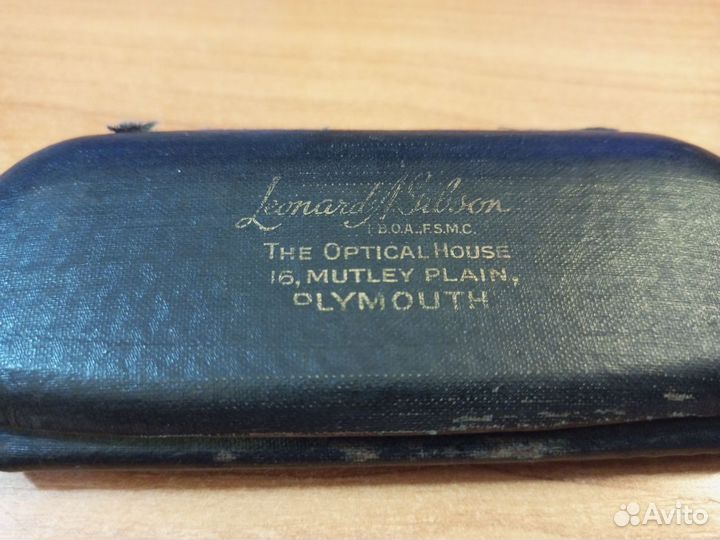 Leonard A. Gibson
F.B.O.A., F.S.M.C.
THE OPTICAL HOUSE
16, MUTLEY PLAIN,
PLYMOUTH
Avito